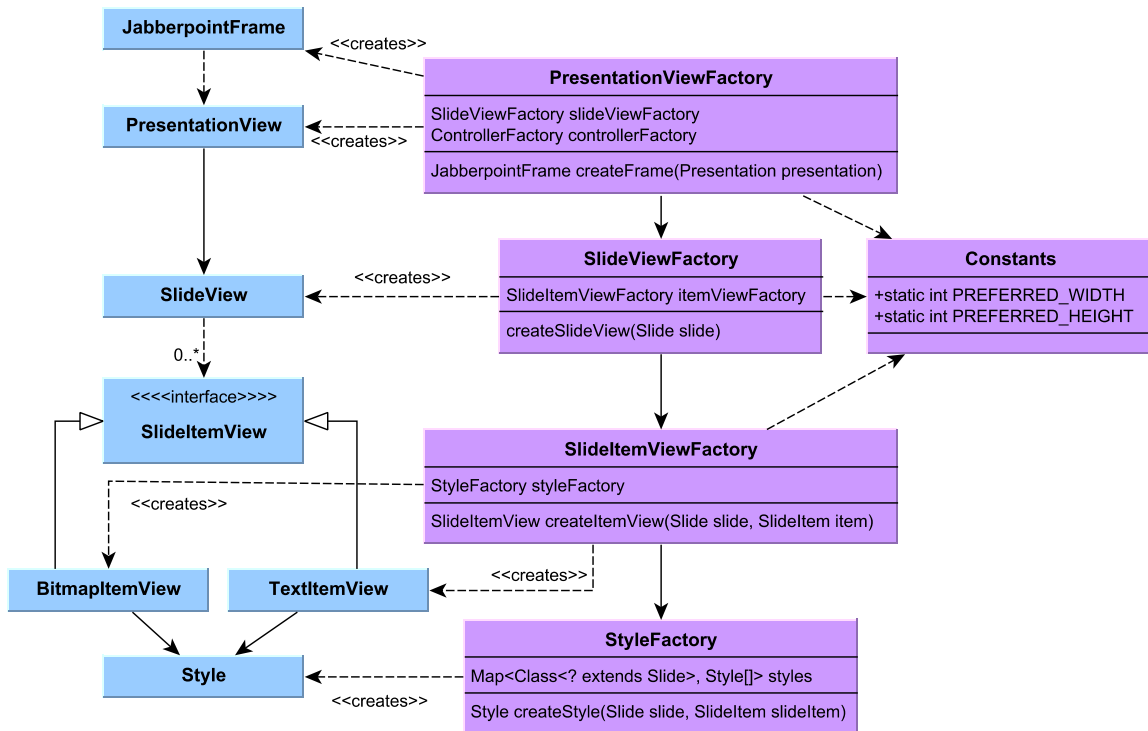 JabberpointFrame
<<creates>>
PresentationViewFactory
SlideViewFactory slideViewFactory
ControllerFactory controllerFactory
JabberpointFrame createFrame(Presentation presentation)
PresentationView
<<creates>>
SlideViewFactory
SlideItemViewFactory itemViewFactory
createSlideView(Slide slide)
Constants
+static int PREFERRED_WIDTH
+static int PREFERRED_HEIGHT
<<creates>>
SlideView
0..*
<<<<interface>>>>
SlideItemView
SlideItemViewFactory
StyleFactory styleFactory
SlideItemView createItemView(Slide slide, SlideItem item)
<<creates>>
<<creates>>
BitmapItemView
TextItemView
StyleFactory
Map<Class<? extends Slide>, Style[]> styles
Style createStyle(Slide slide, SlideItem slideItem)
Style
<<creates>>